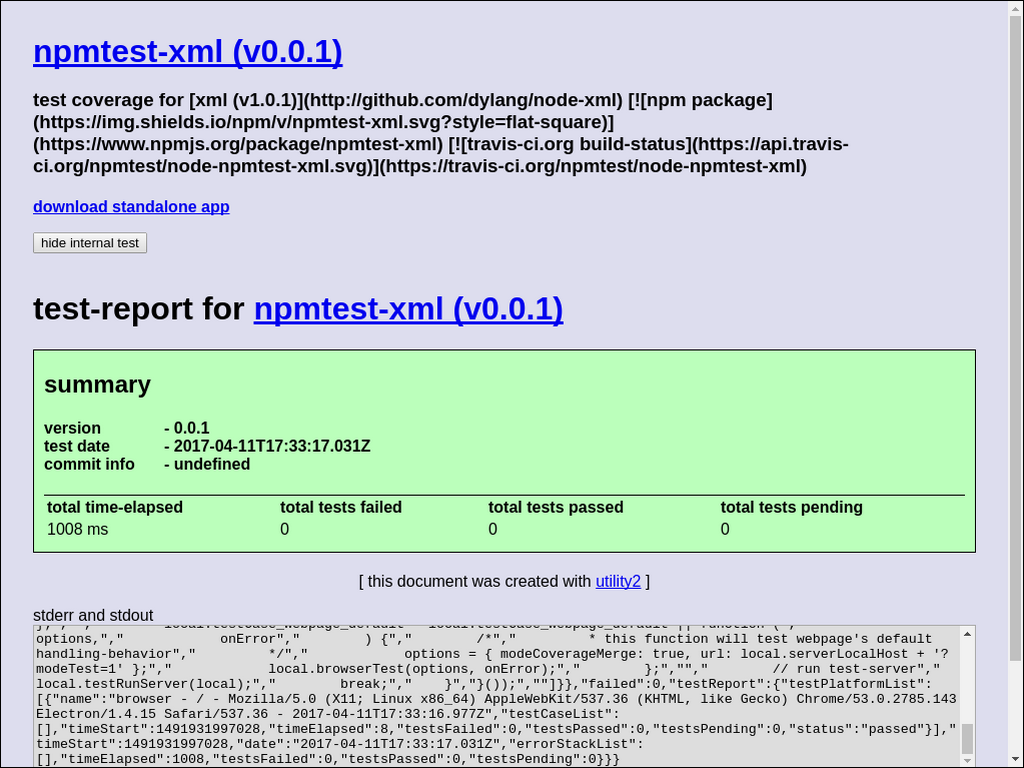 npmtest-xml (v0.0.1)
test coverage for [xml (v1.0.1)](http://github.com/dylang/node-xml) [![npm package]
(https://img.shields.io/npm/v/npmtest-xml.svg?style=flat-square)]
(https://www.npmjs.org/package/npmtest-xml) [![travis-ci.org build-status](https://api.travis-
ci.org/npmtest/node-npmtest-xml.svg)](https://travis-ci.org/npmtest/node-npmtest-xml)
download standalone app
hide internal test
test-report for npmtest-xml (v0.0.1)
summary
version - 0.0.1
test date - 2017-04-11T17:33:17.031Z
commit info - undefined
total time-elapsed total tests failed total tests passed total tests pending
1008 ms 0 0 0
[ this document was created with utility2 ]
stderr and stdout
options,"," onError"," ) {"," /*"," * this function will test webpage's default
handling-behavior"," */"," options = { modeCoverageMerge: true, url: local.serverLocalHost + '?
modeTest=1' };"," local.browserTest(options, onError);"," };",""," // run test-server","
local.testRunServer(local);"," break;"," }","}());",""]}},"failed":0,"testReport":{"testPlatformList":
[{"name":"browser - / - Mozilla/5.0 (X11; Linux x86_64) AppleWebKit/537.36 (KHTML, like Gecko) Chrome/53.0.2785.143
Electron/1.4.15 Safari/537.36 - 2017-04-11T17:33:16.977Z","testCaseList":
[],"timeStart":1491931997028,"timeElapsed":8,"testsFailed":0,"testsPassed":0,"testsPending":0,"status":"passed"}],"
timeStart":1491931997028,"date":"2017-04-11T17:33:17.031Z","errorStackList":
[],"timeElapsed":1008,"testsFailed":0,"testsPassed":0,"testsPending":0}}}